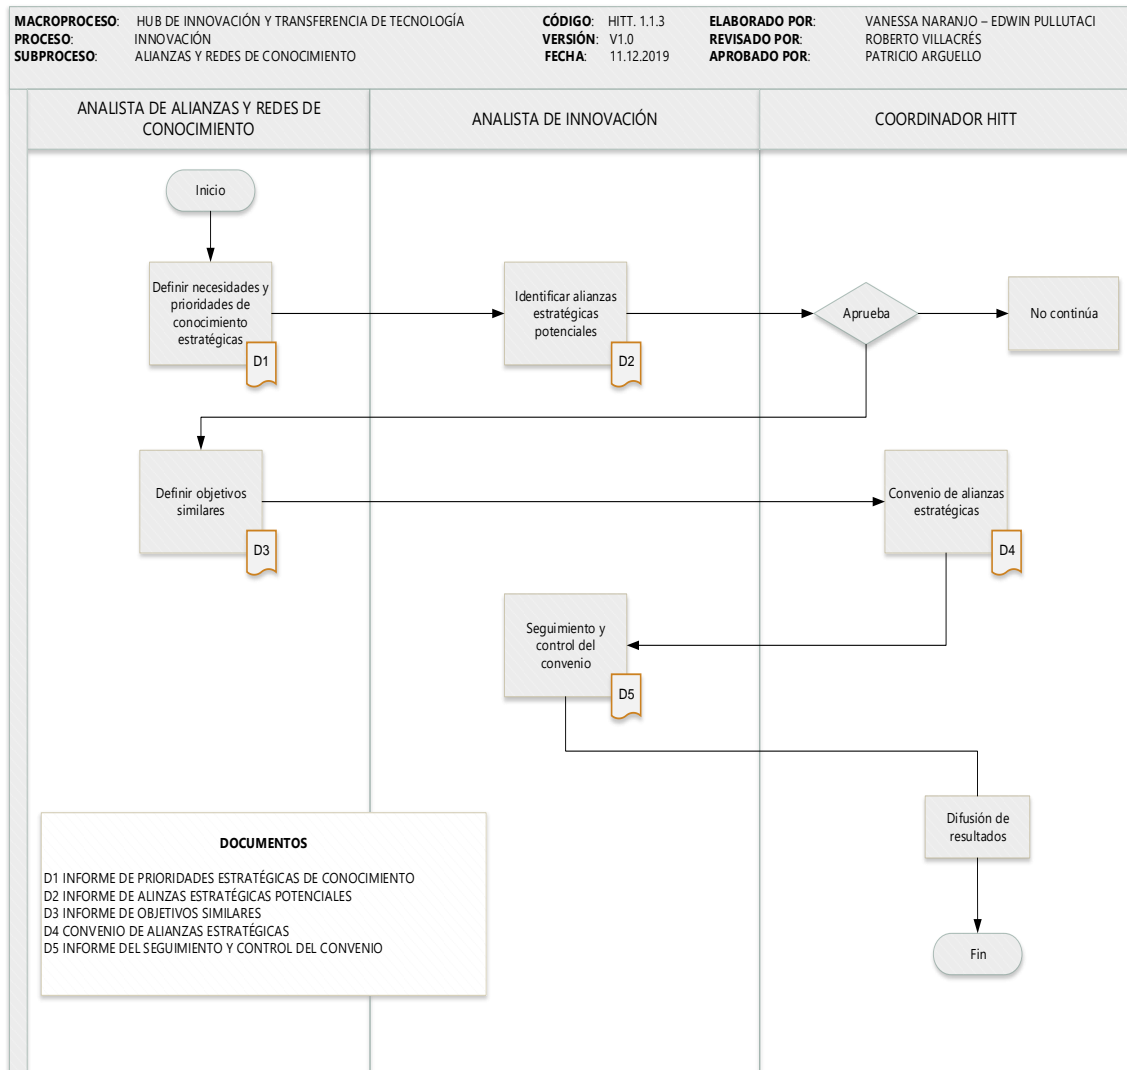 MACROPROCESO: HUB DE INNOVACIÓN Y TRANSFERENCIA DE TECNOLOGÍA
PROCESO: INNOVACIÓN
SUBPROCESO: ALIANZAS Y REDES DE CONOCIMIENTO
CÓDIGO: HITT. 1.1.3
VERSIÓN: V1.0
FECHA: 11.12.2019
ELABORADO POR: VANESSA NARANJO – EDWIN PULLUTACI
REVISADO POR: ROBERTO VILLACRÉS
APROBADO POR: PATRICIO ARGUELLO
ANALISTA DE ALIANZAS Y REDES DE
CONOCIMIENTO
ANALISTA DE INNOVACIÓN
COORDINADOR HITT
Inicio
Definir necesidades y
prioridades de
conocimiento
estratégicas
D1
Identificar alianzas
estratégicas
potenciales
D2
Aprueba
No continúa
Definir objetivos
similares
D3
Convenio de alianzas
estratégicas
D4
Seguimiento y
control del
convenio
D5
Difusión de
resultados
Fin
DOCUMENTOS
D1 INFORME DE PRIORIDADES ESTRATÉGICAS DE CONOCIMIENTO
D2 INFORME DE ALINZAS ESTRATÉGICAS POTENCIALES
D3 INFORME DE OBJETIVOS SIMILARES
D4 CONVENIO DE ALIANZAS ESTRATÉGICAS
D5 INFORME DEL SEGUIMIENTO Y CONTROL DEL CONVENIO